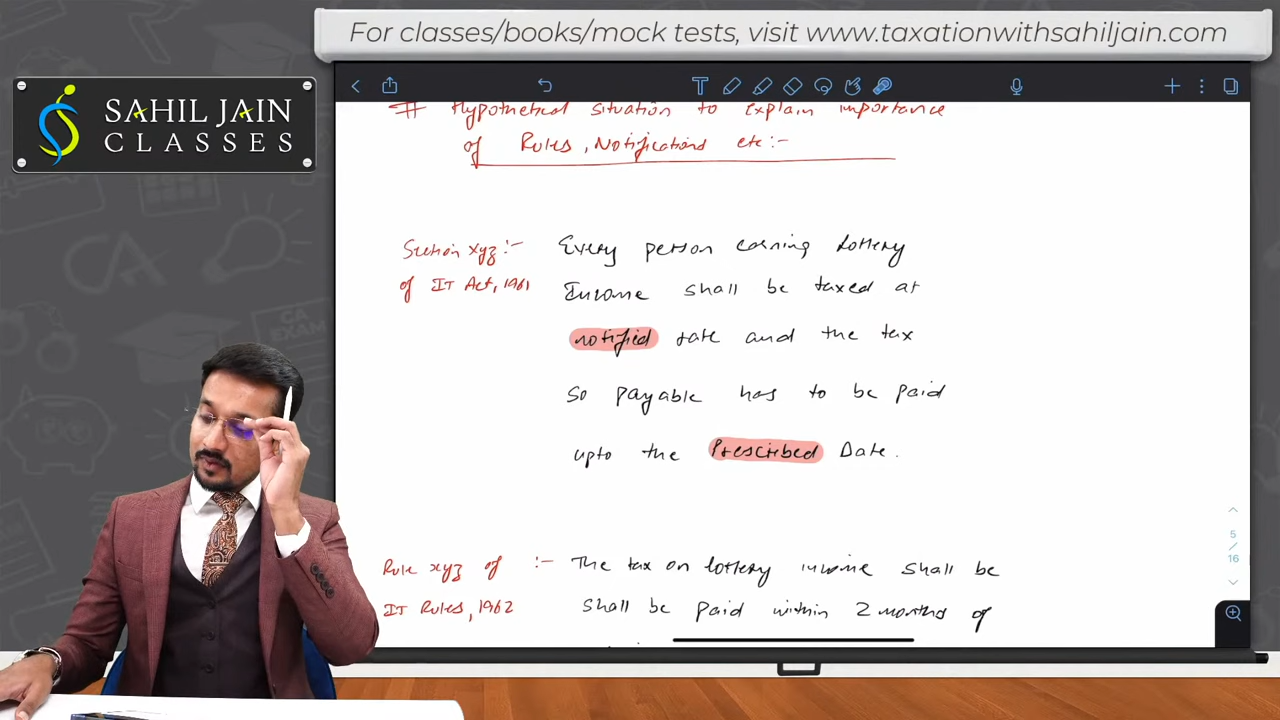 For classes/books/mock tests, visit www.taxationwithsahiljain.com
SAHIL JAIN
CLASSES
# Hypothetical situation to Explain importance
of Rules, Notifications etc:-
Section xyz:-
of IT Act, 1961
Every person earning Lottery
Income shall be taxed at
notified rate and the tax
so payable has to be paid
upto the Prescribed Date.
Rule xyz of :-
IT Rules, 1962
The tax on lottery income shall be
shall be paid within 2 months of
5
/
16